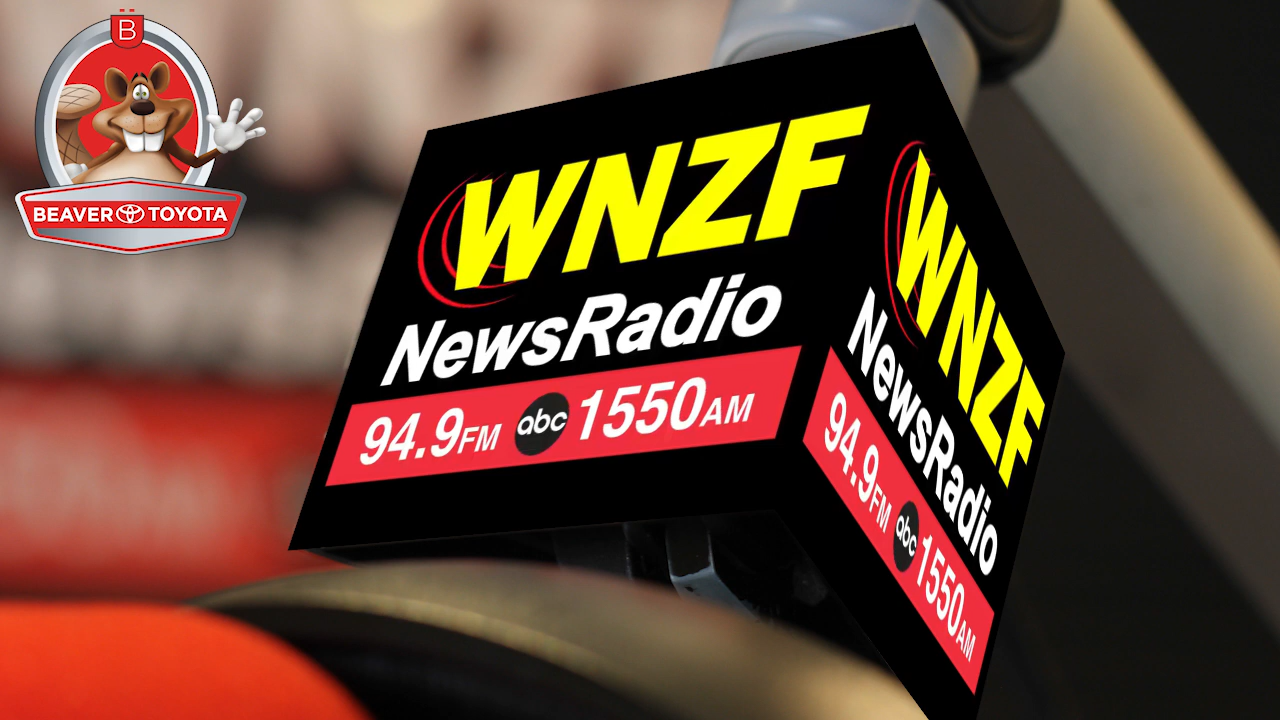 B̈
BEAVER TOYOTA
WNZF
NewsRadio
94.9FM abc 1550AM
WNZF
NewsRadio
94.9FM abc 1550AM